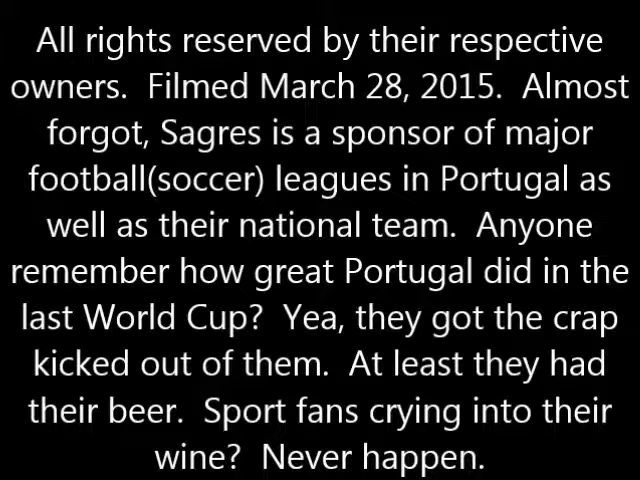 All rights reserved by their respective
owners.  Filmed March 28, 2015.  Almost
forgot, Sagres is a sponsor of major
football(soccer) leagues in Portugal as
well as their national team.  Anyone
remember how great Portugal did in the
last World Cup?  Yea, they got the crap
kicked out of them.  At least they had
their beer.  Sport fans crying into their
wine?  Never happen.